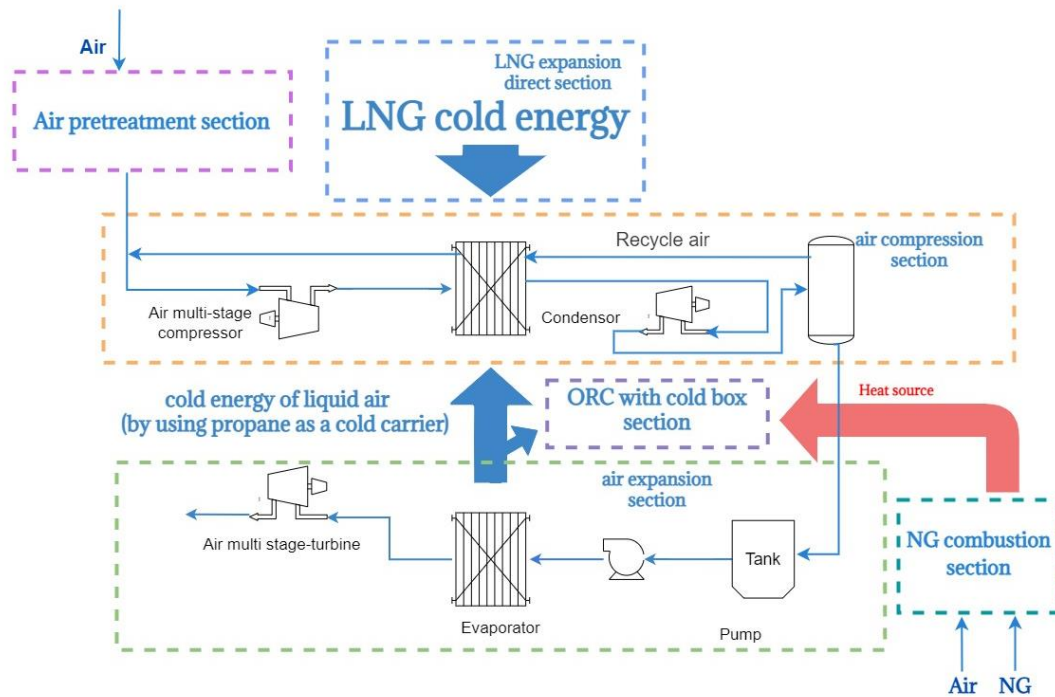 Air
Air pretreatment section
LNG expansion
direct section
LNG cold energy
Recycle air
air compression
section
Air multi-stage
compressor
Condensor
cold energy of liquid air
(by using propane as a cold carrier)
ORC with cold box
section
Heat source
air expansion
section
Air multi stage-turbine
Evaporator
Tank
Pump
NG combustion
section
Air
NG